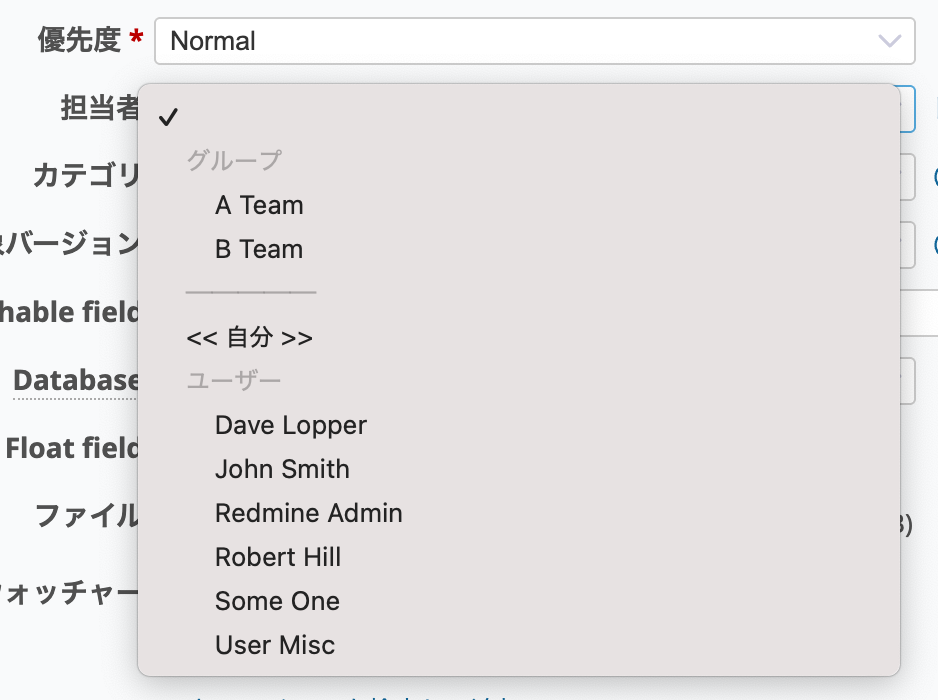 優先度 * Normal
担当者
✓
グループ
カテゴリ
A Team
バージョン
B Team
hable field
<< 自分 >>
ユーザー
Database
Dave Lopper
Float field
John Smith
Redmine Admin
ファイル
Robert Hill
ォッチャー
Some One
User Misc